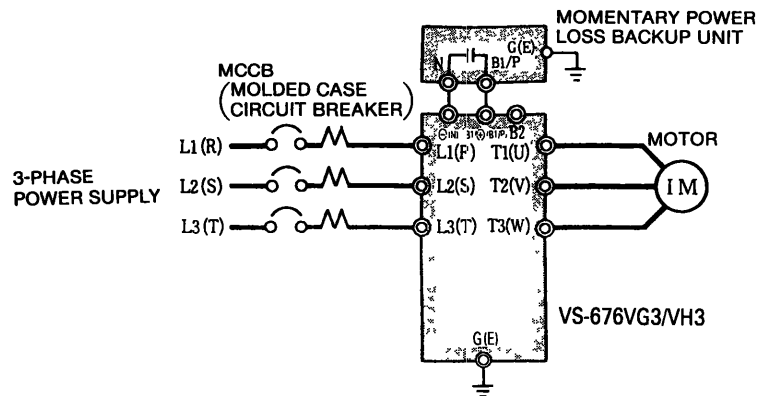 MOMENTARY POWER
LOSS BACKUP UNIT
G(E)
N
B1/P
MCCB
(MOLDED CASE
CIRCUIT BREAKER)
B2
L1(R)
L1(F)
T1(U)
MOTOR
3-PHASE
POWER SUPPLY
L2(S)
L2(S)
T2(V)
IM
L3(T)
L3(T)
T3(W)
VS-676VG3/VH3
G(E)